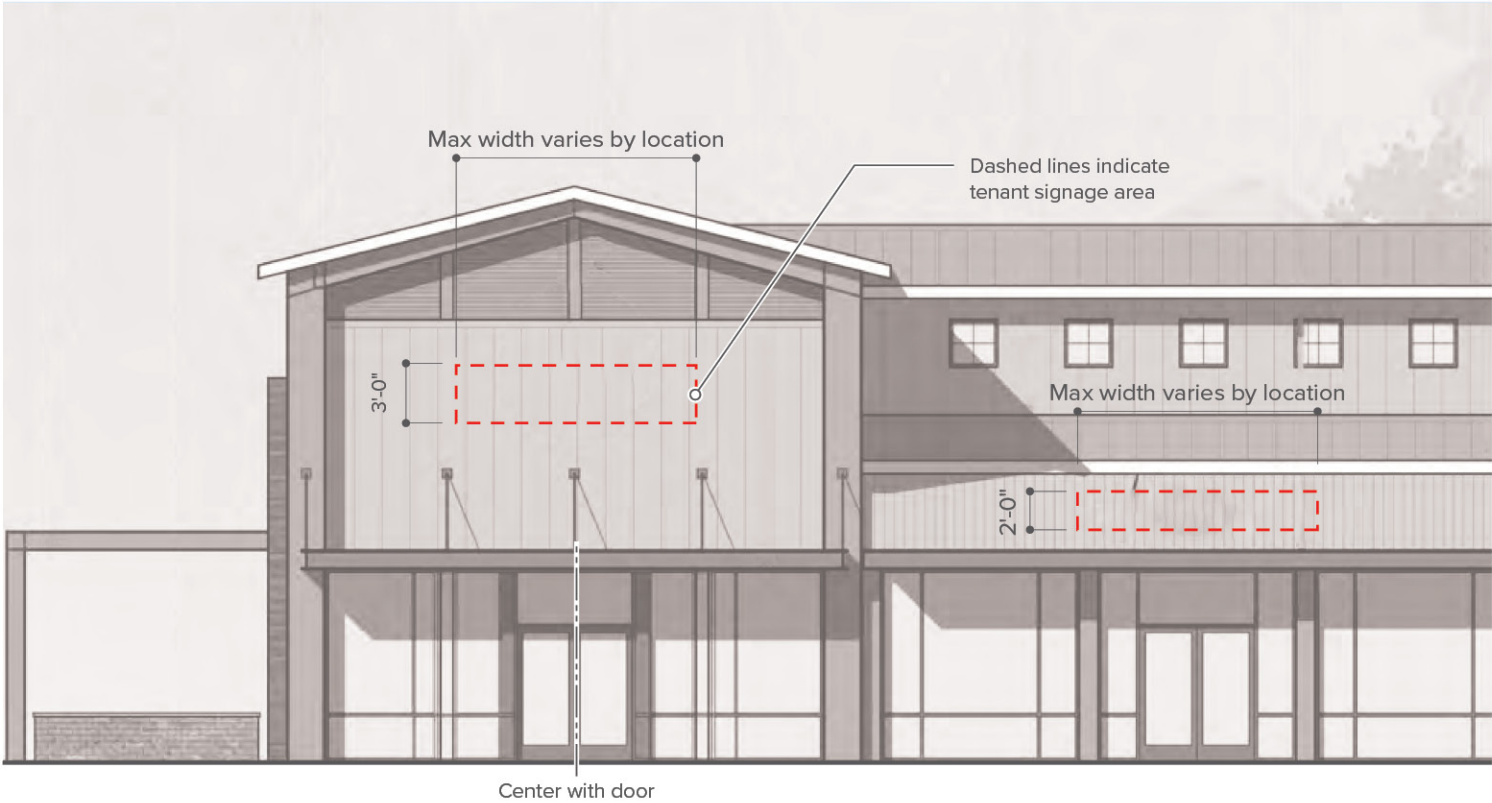 Max width varies by location
Dashed lines indicate
tenant signage area
3'-0"
Max width varies by location
2'-0"
Center with door